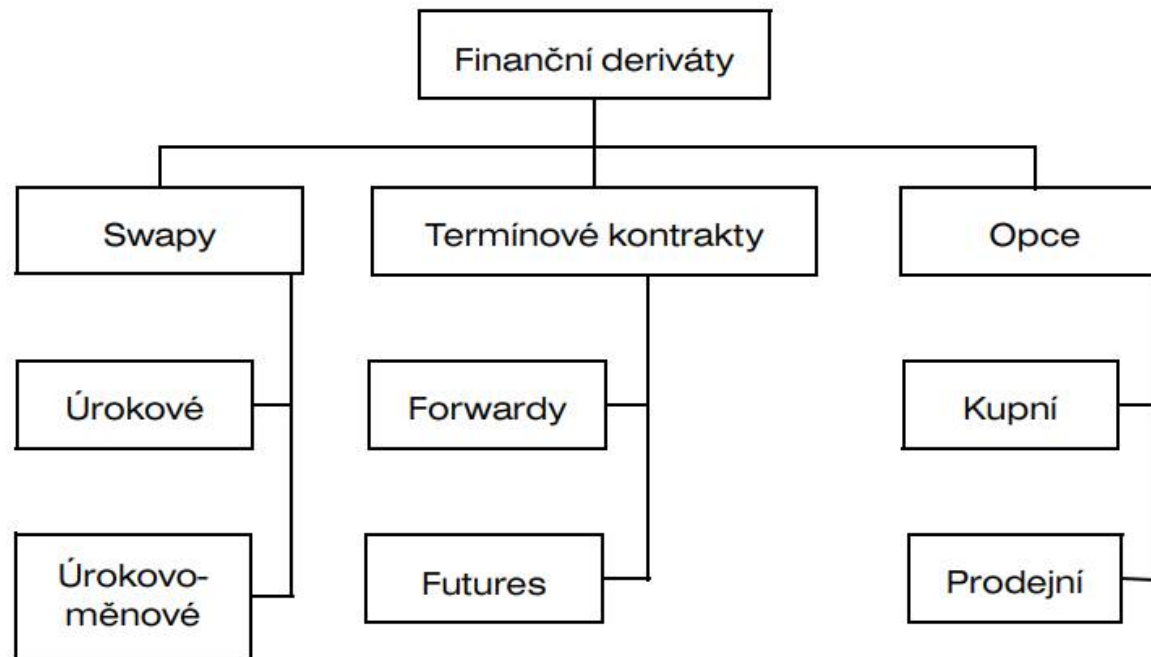 Finanční deriváty
Swapy
Termínové kontrakty
Opce
Úrokové
Forwardy
Kupní
Úrokovo-
měnové
Futures
Prodejní